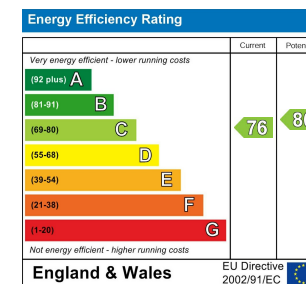 Energy Efficiency Rating
Current
Very energy efficient - lower running costs
(92 plus) A
(81-91) B
(69-80) C
76
(55-68) D
(39-54) E
(21-38) F
(1-20) G
Not energy efficient - higher running costs
England & Wales
EU Directive
2002/91/EC